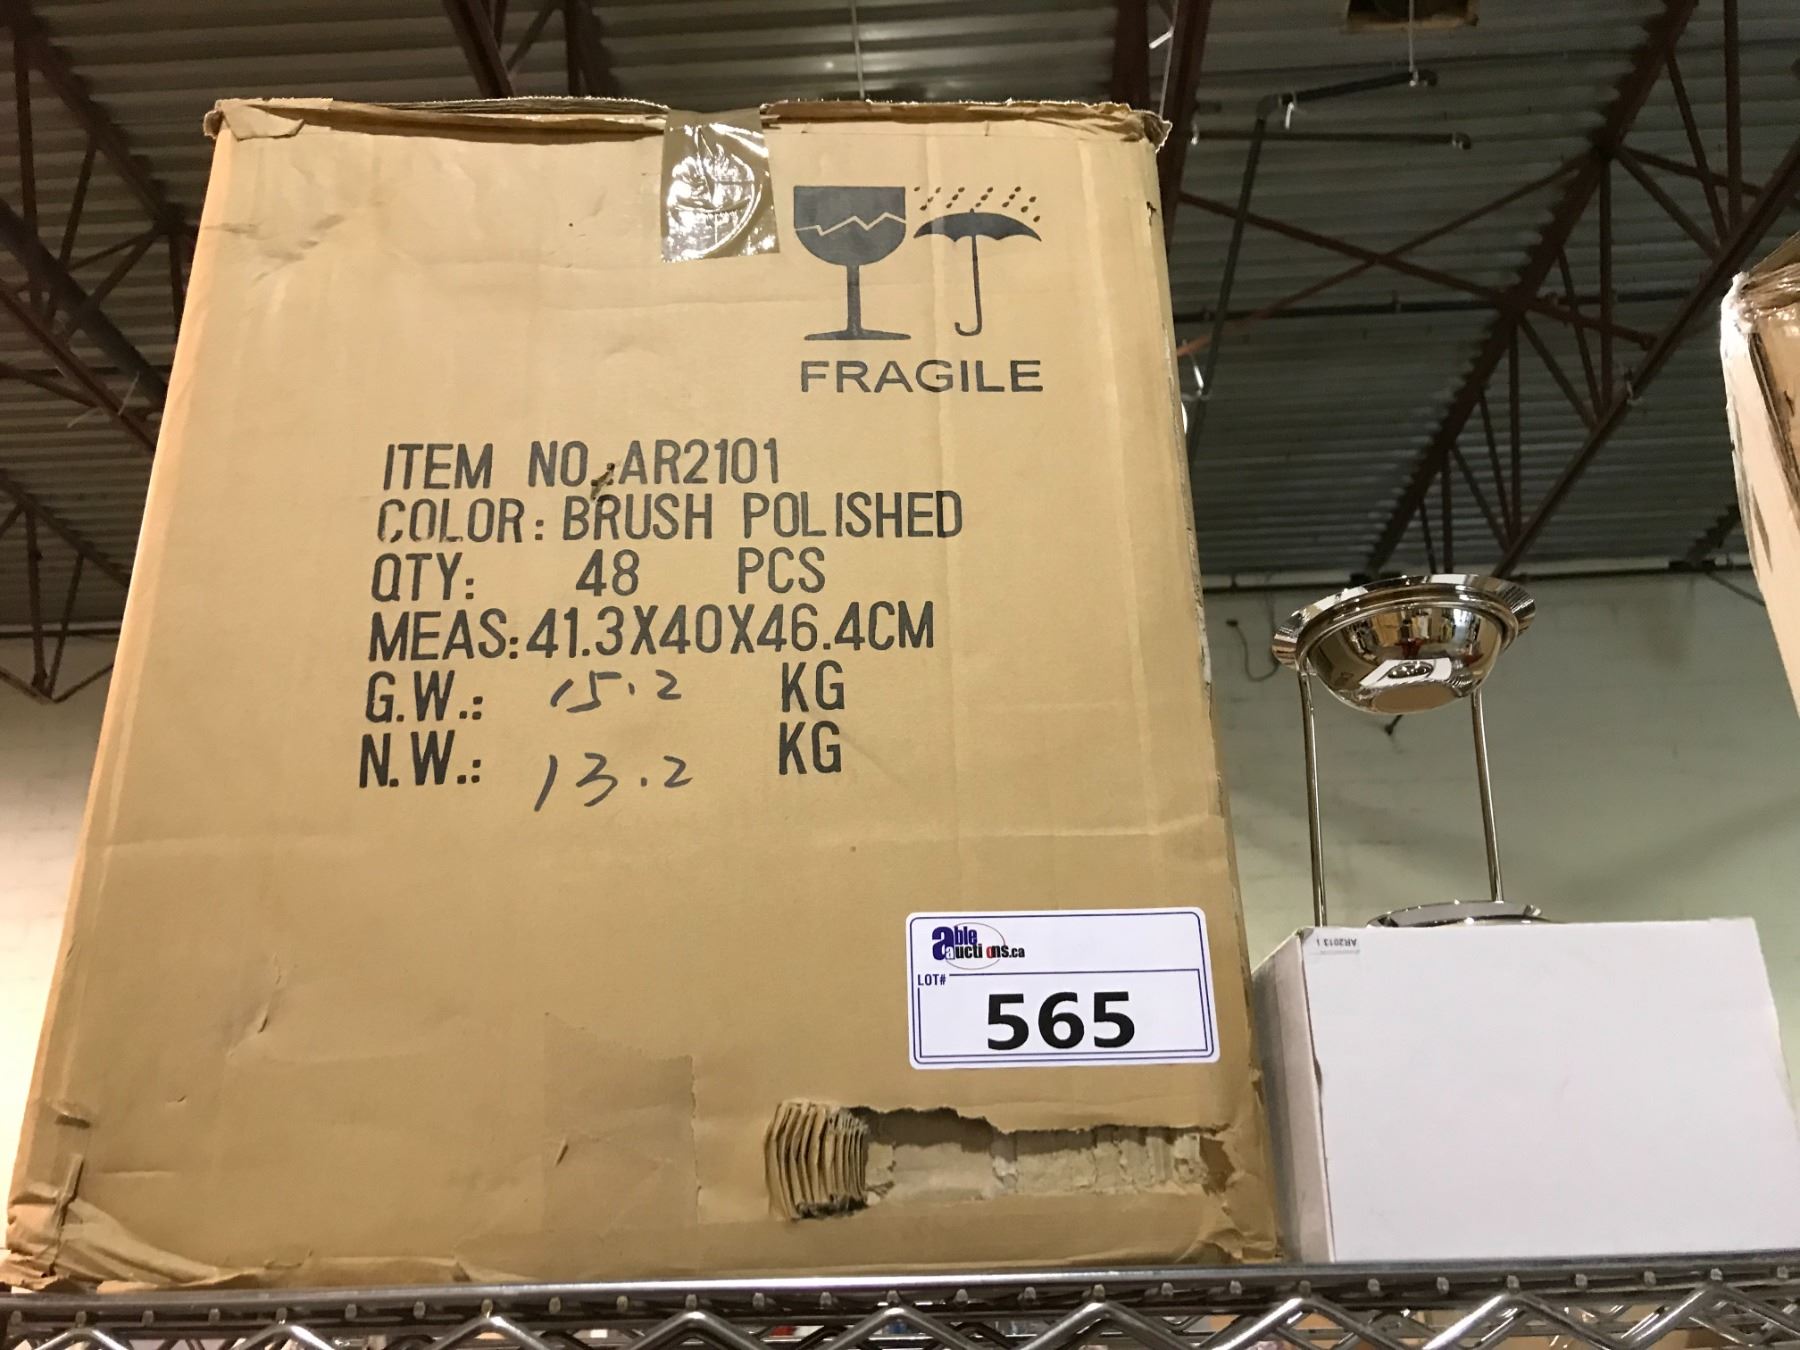 FRAGILE
ITEM NO.:AR2101
COLOR: BRUSH POLISHED
QTY: 48 PCS
MEAS:41.3X40X46.4CM
G.W.: 15.2 KG
N.W.: 13.2 KG
able auctions.ca
LOT#
565
AR2013